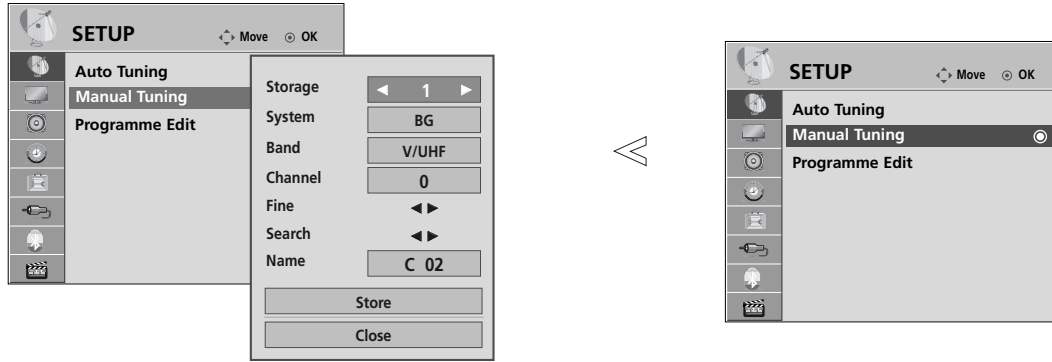 SETUP
Move
OK
Auto Tuning
Manual Tuning
Programme Edit
Storage ◄ 1 ►
System BG
Band V/UHF
Channel 0
Fine ◄ ►
Search ◄ ►
Name C 02
Store
Close
SETUP
Move
OK
Auto Tuning
Manual Tuning
Programme Edit